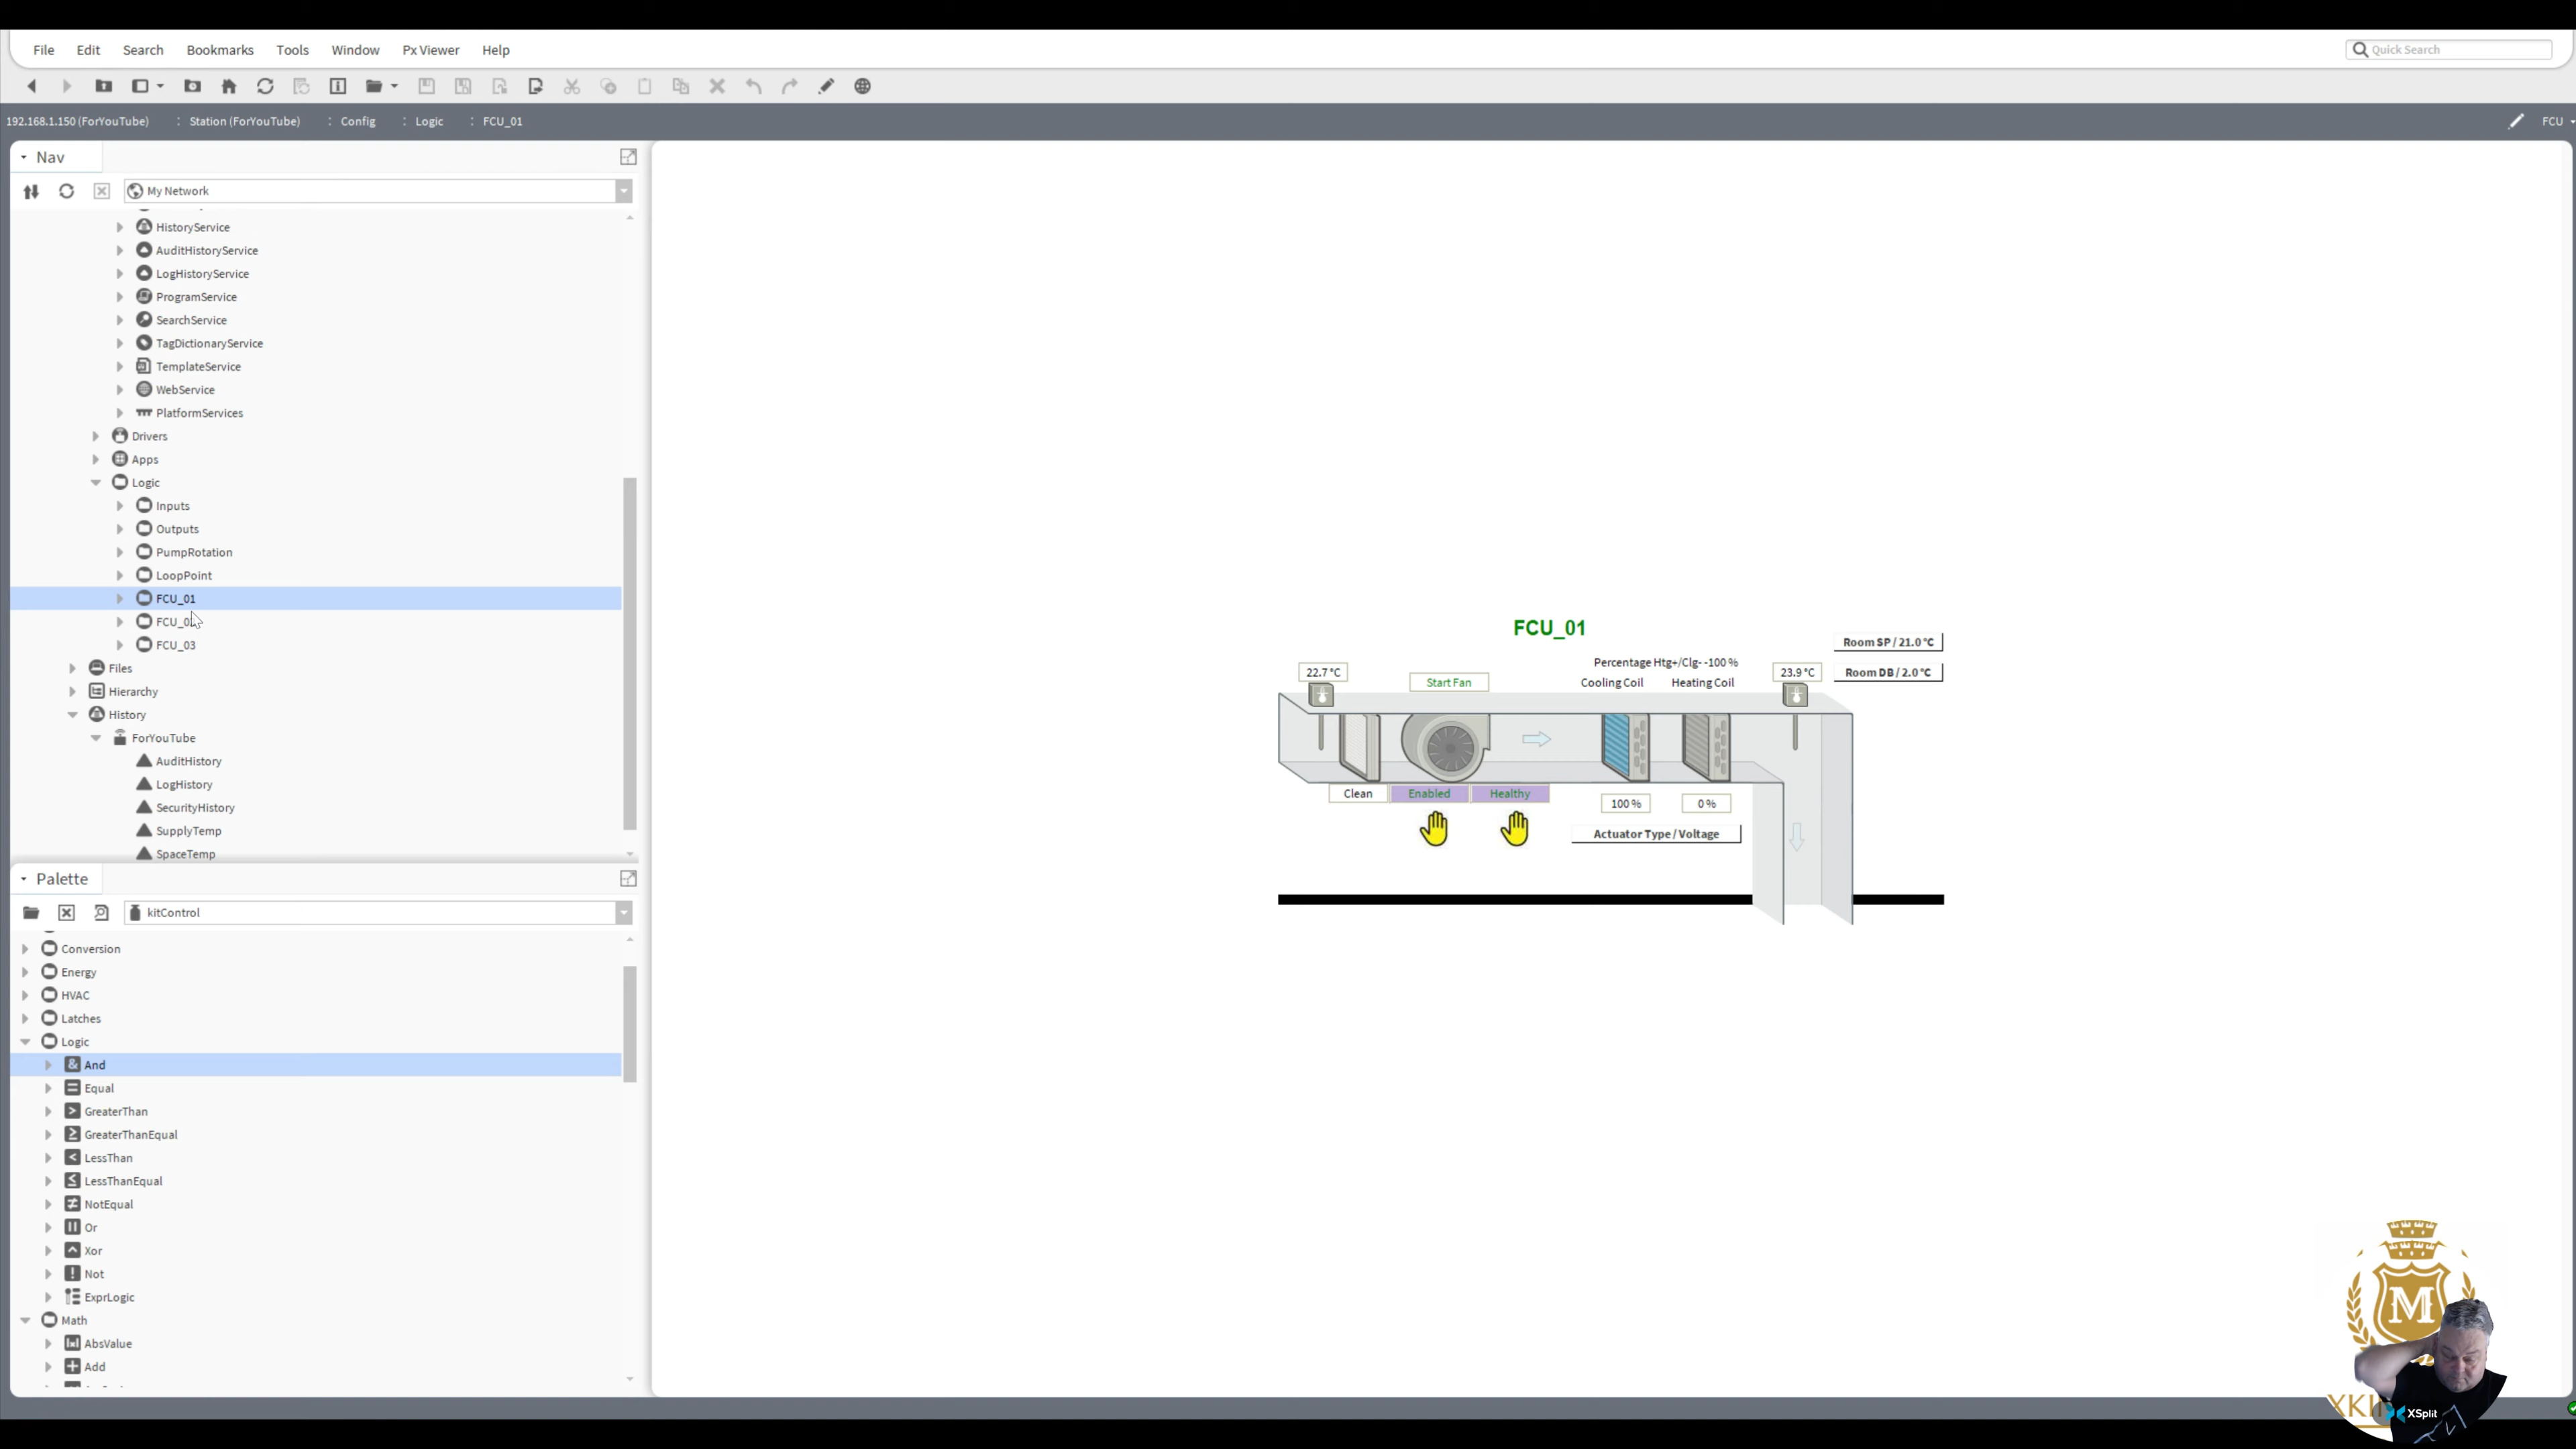 File Edit Search Bookmarks Tools Window Px Viewer Help
Quick Search
192.168.1.150 (ForYouTube) : Station (ForYouTube) : Config : Logic : FCU_01
FCU
Nav
My Network
HistoryService
AuditHistoryService
LogHistoryService
ProgramService
SearchService
TagDictionaryService
TemplateService
WebService
PlatformServices
Drivers
Apps
Logic
Inputs
Outputs
PumpRotation
LoopPoint
FCU_01
FCU_0
FCU_03
Files
Hierarchy
History
ForYouTube
AuditHistory
LogHistory
SecurityHistory
SupplyTemp
SpaceTemp
Palette
kitControl
Conversion
Energy
HVAC
Latches
Logic
And
Equal
GreaterThan
GreaterThanEqual
LessThan
LessThanEqual
NotEqual
Or
Xor
Not
ExprLogic
Math
AbsValue
Add
FCU_01
Room SP / 21.0 °C
Percentage Htg+/Clg- -100 %
22.7 °C
Start Fan
Cooling Coil
Heating Coil
23.9 °C
Room DB / 2.0 °C
Clean
Enabled
Healthy
100 %
0 %
Actuator Type / Voltage
M
XSplit